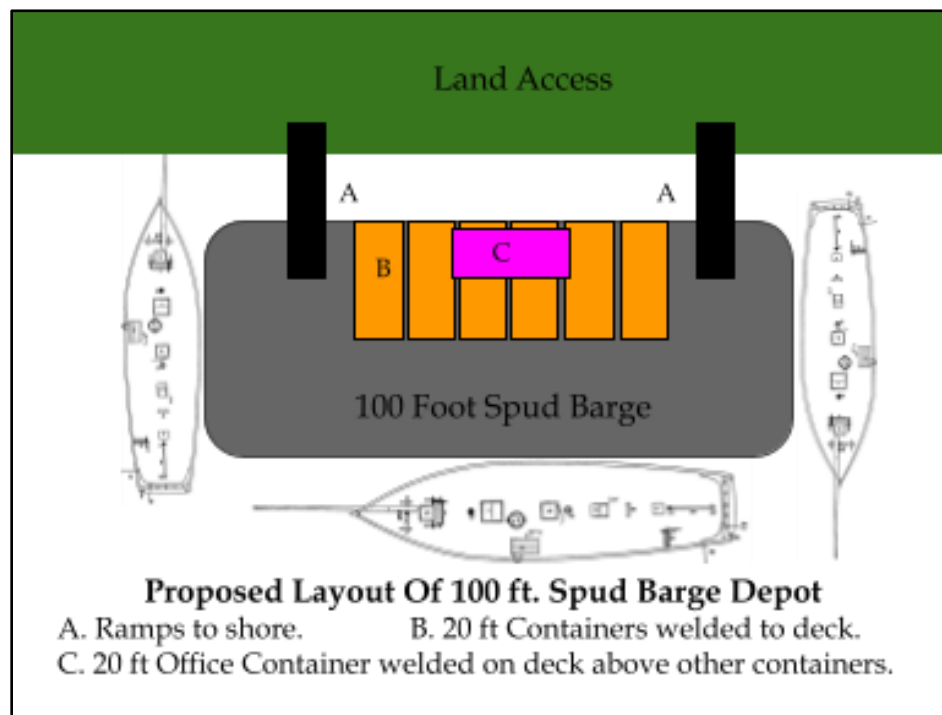 Land Access
A
A
B
C
100 Foot Spud Barge
Proposed Layout Of 100 ft. Spud Barge Depot
A. Ramps to shore. B. 20 ft Containers welded to deck.
C. 20 ft Office Container welded on deck above other containers.